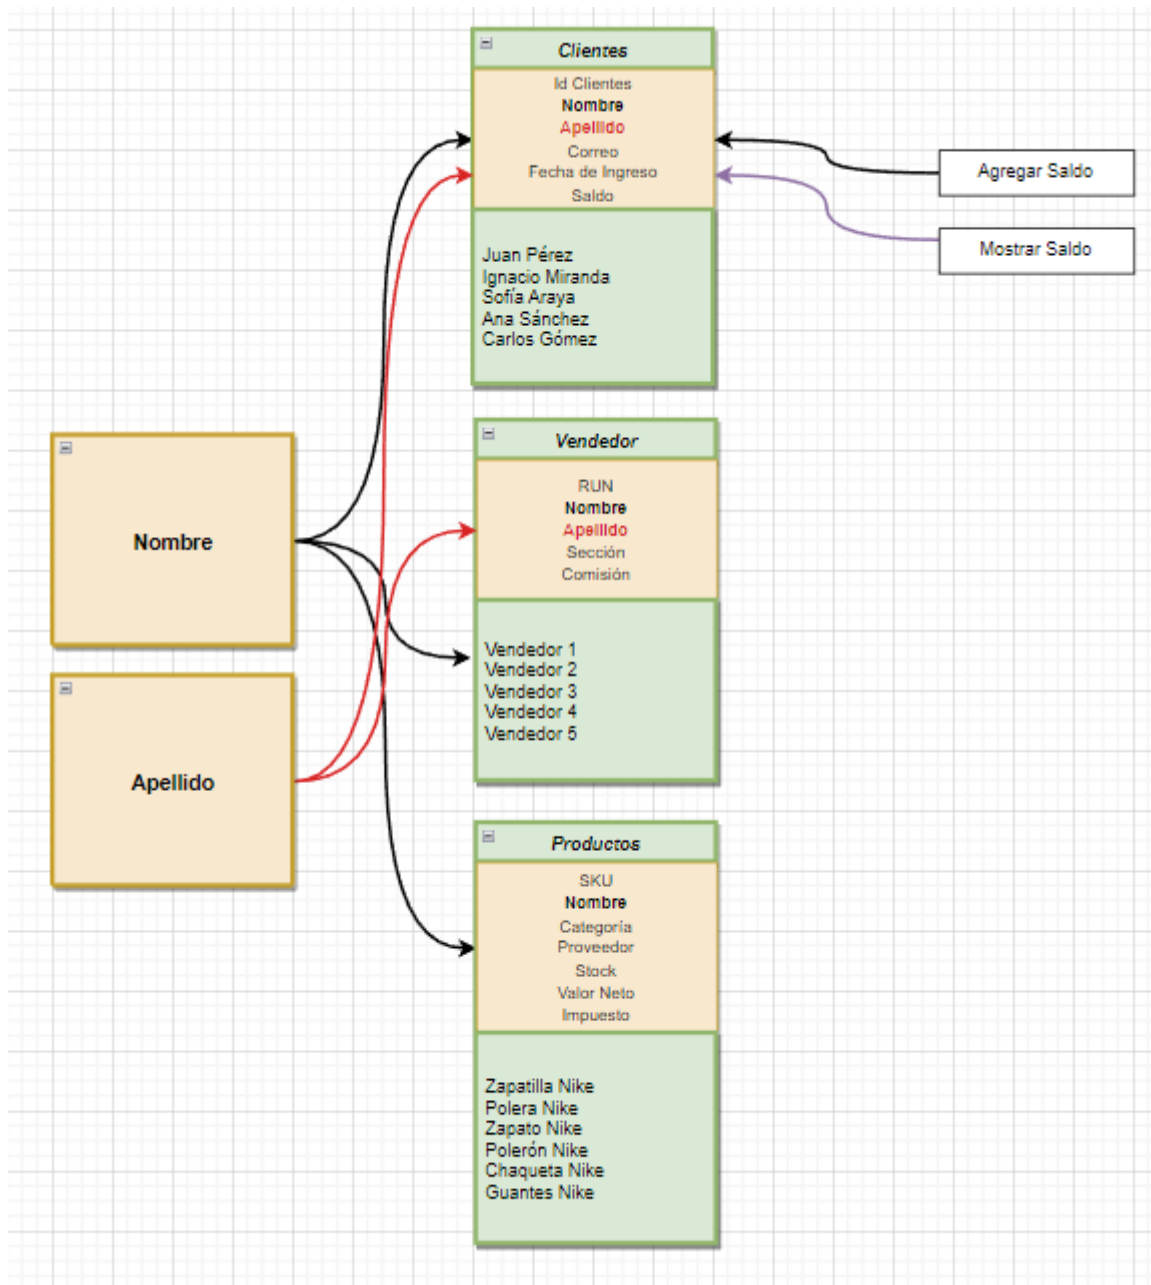 Clientes
Id Clientes
Nombre
Apellido
Correo
Fecha de Ingreso
Saldo
Juan Pérez
Ignacio Miranda
Sofía Araya
Ana Sánchez
Carlos Gómez
Agregar Saldo
Mostrar Saldo
Nombre
Apellido
Vendedor
RUN
Nombre
Apellido
Sección
Comisión
Vendedor 1
Vendedor 2
Vendedor 3
Vendedor 4
Vendedor 5
Productos
SKU
Nombre
Categoría
Proveedor
Stock
Valor Neto
Impuesto
Zapatilla Nike
Polera Nike
Zapato Nike
Polerón Nike
Chaqueta Nike
Guantes Nike